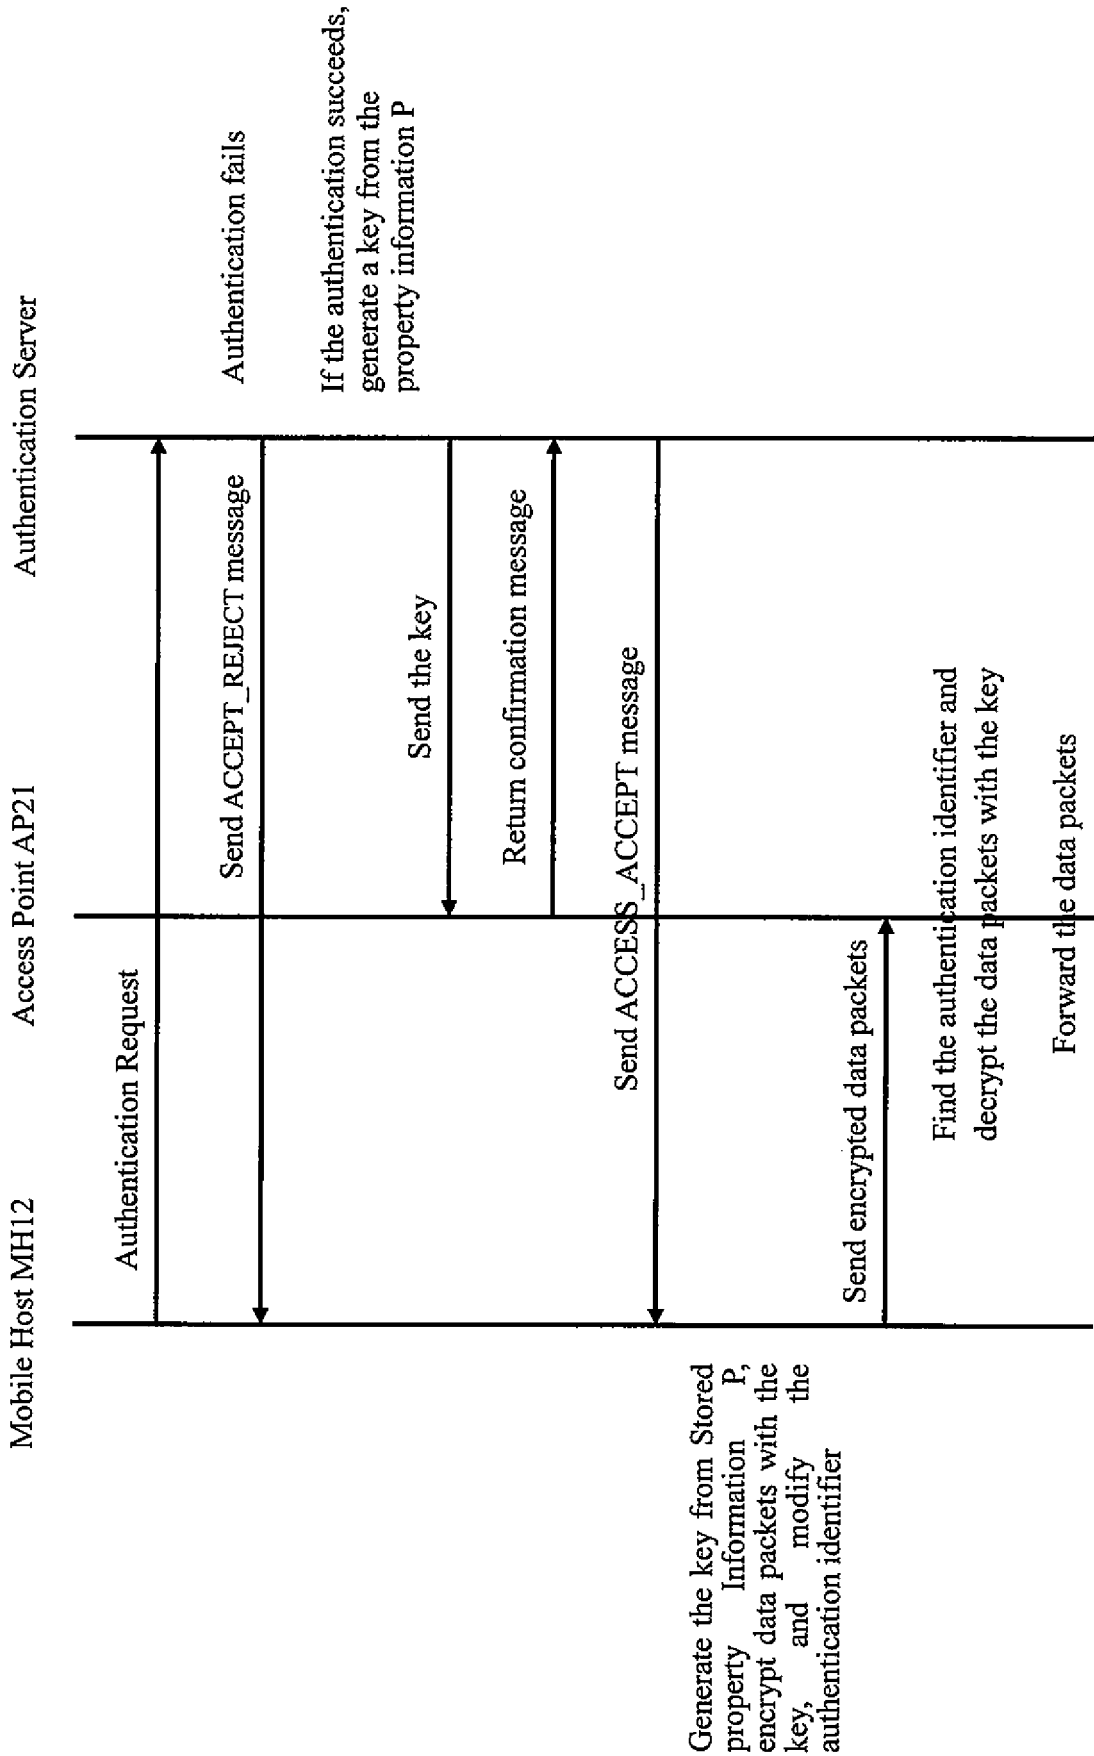 Mobile Host MH12
Access Point AP21
Authentication Server
Authentication Request
Send ACCEPT_REJECT message
Authentication fails
If the authentication succeeds,
generate a key from the
property information P
Send the key
Return confirmation message
Send ACCESS_ACCEPT message
Generate the key from Stored
property Information P,
encrypt data packets with the
key, and modify the
authentication identifier
Send encrypted data packets
Find the authentication identifier and
decrypt the data packets with the key
Forward the data packets